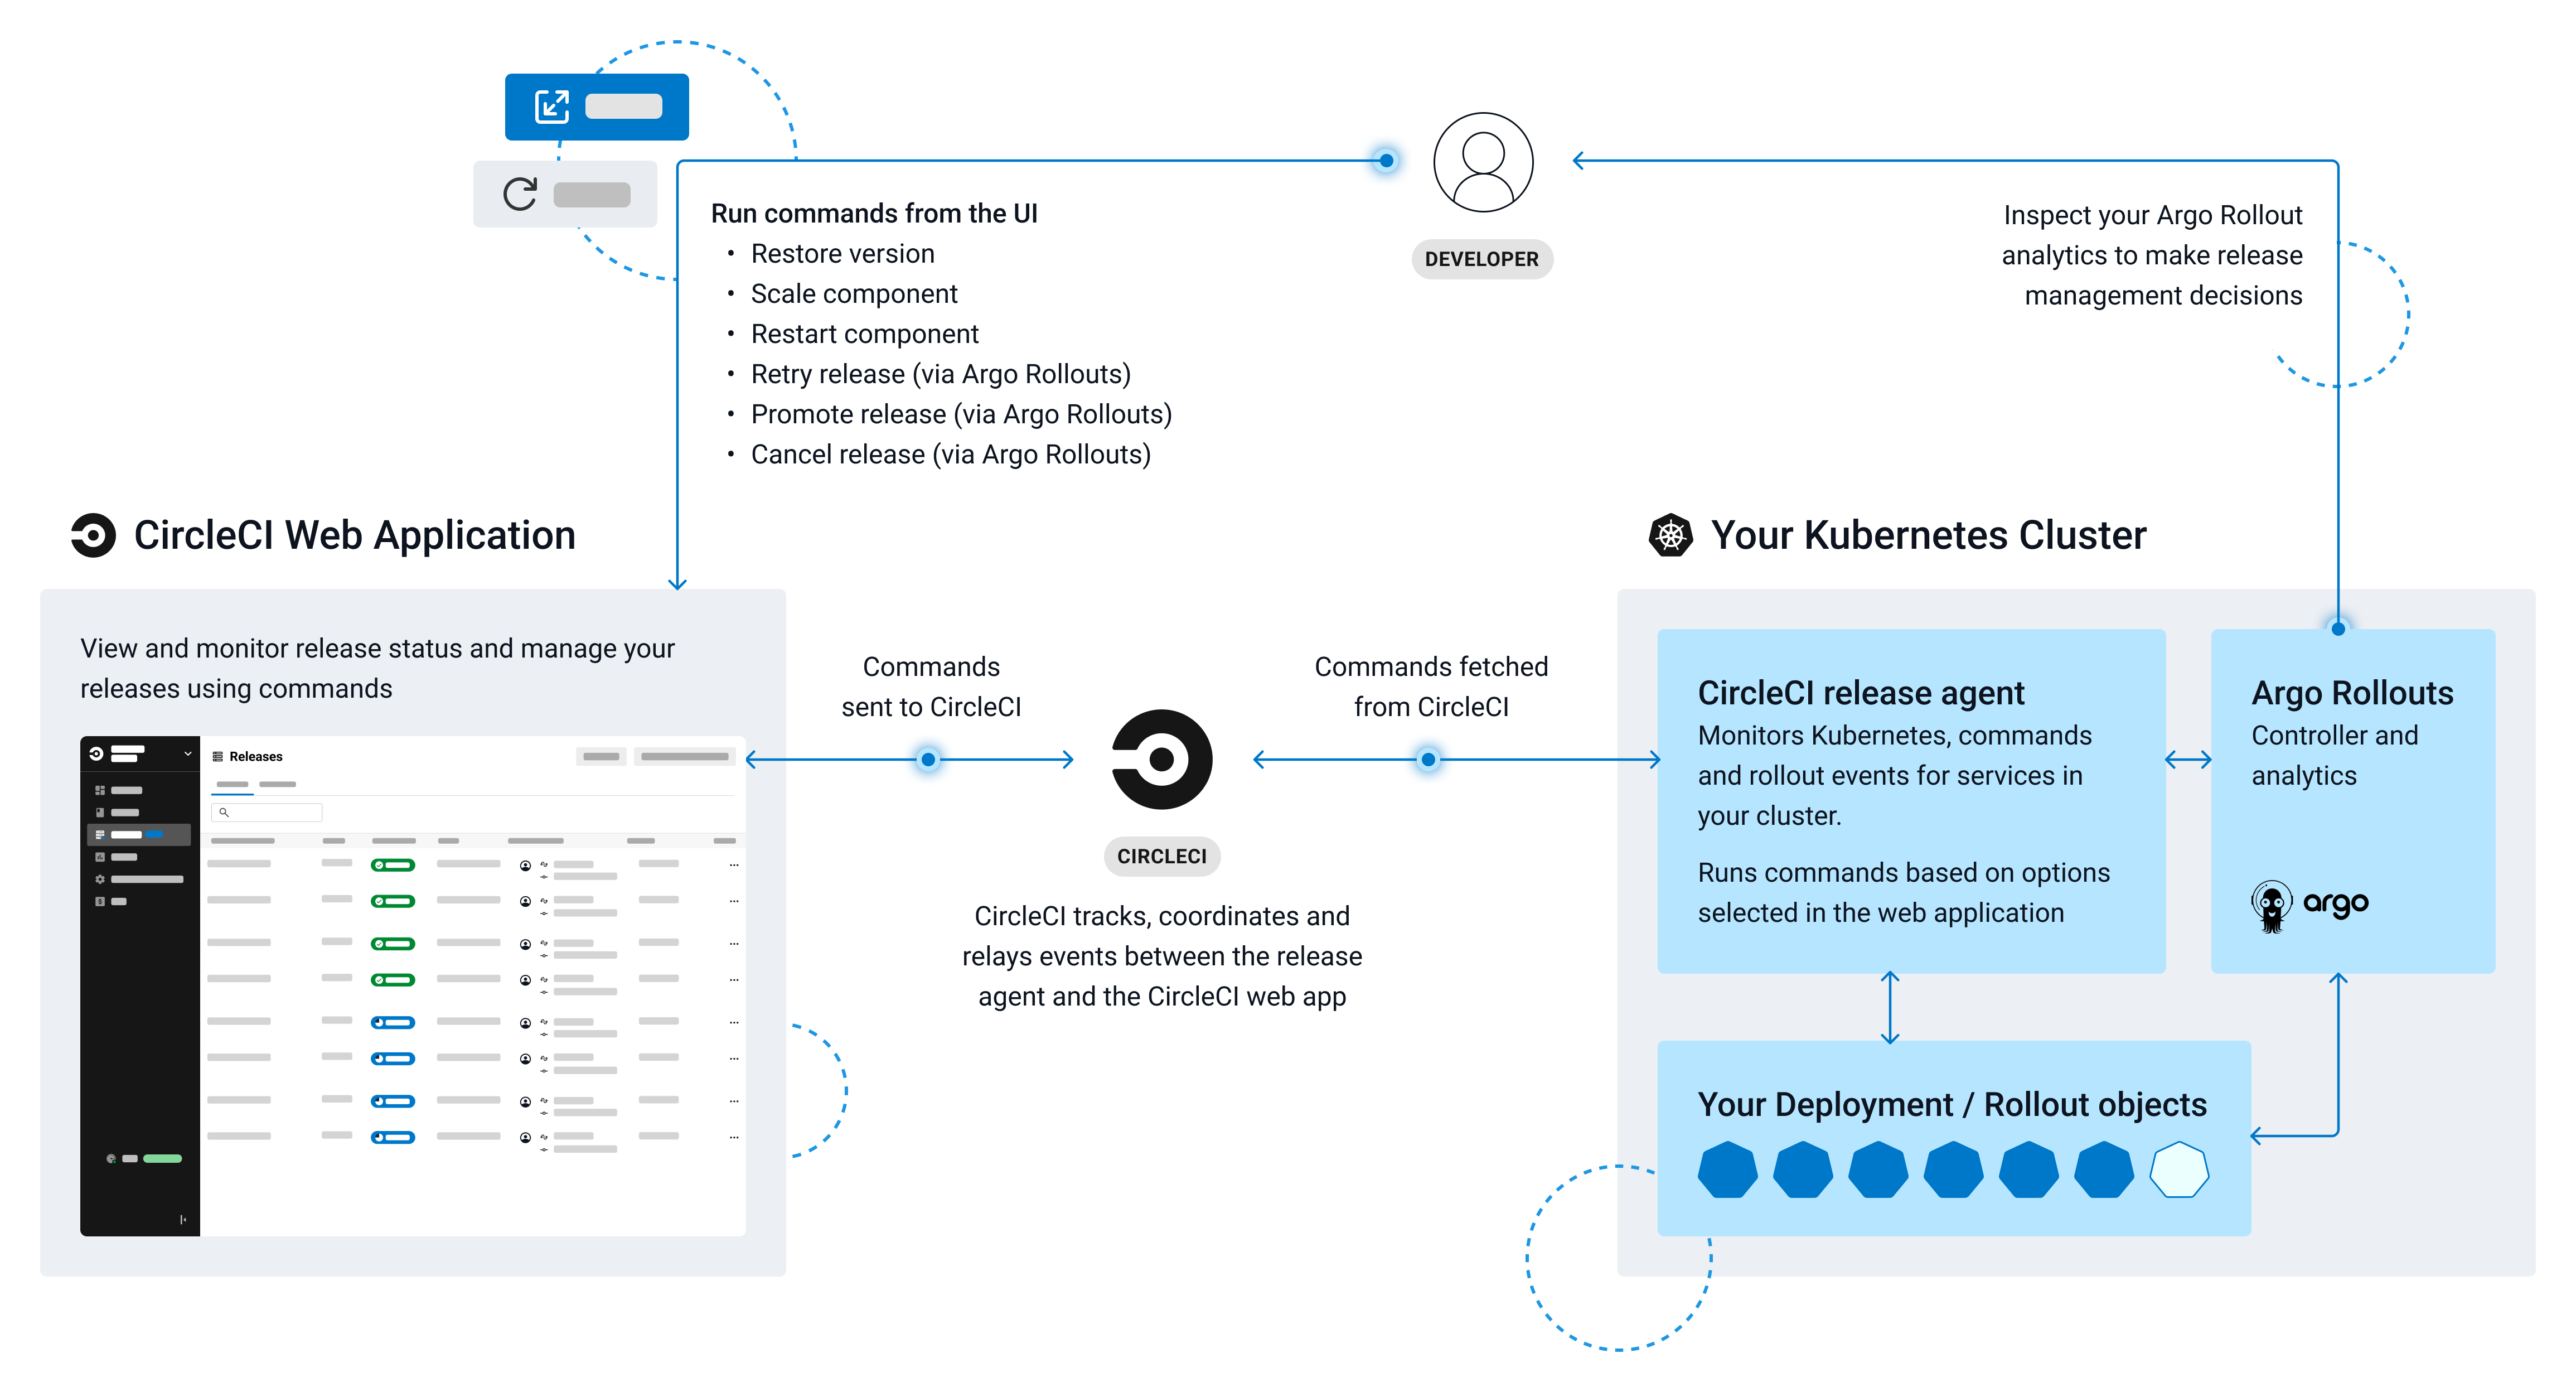 DEVELOPER
Run commands from the UI
• Restore version
• Scale component
• Restart component
• Retry release (via Argo Rollouts)
• Promote release (via Argo Rollouts)
• Cancel release (via Argo Rollouts)
Inspect your Argo Rollout
analytics to make release
management decisions
CircleCI Web Application
View and monitor release status and manage your
releases using commands
Releases
Commands
sent to CircleCI
CIRCLECI
CircleCI tracks, coordinates and
relays events between the release
agent and the CircleCI web app
Commands fetched
from CircleCI
Your Kubernetes Cluster
CircleCI release agent
Monitors Kubernetes, commands
and rollout events for services in
your cluster.
Runs commands based on options
selected in the web application
Argo Rollouts
Controller and
analytics
argo
Your Deployment / Rollout objects